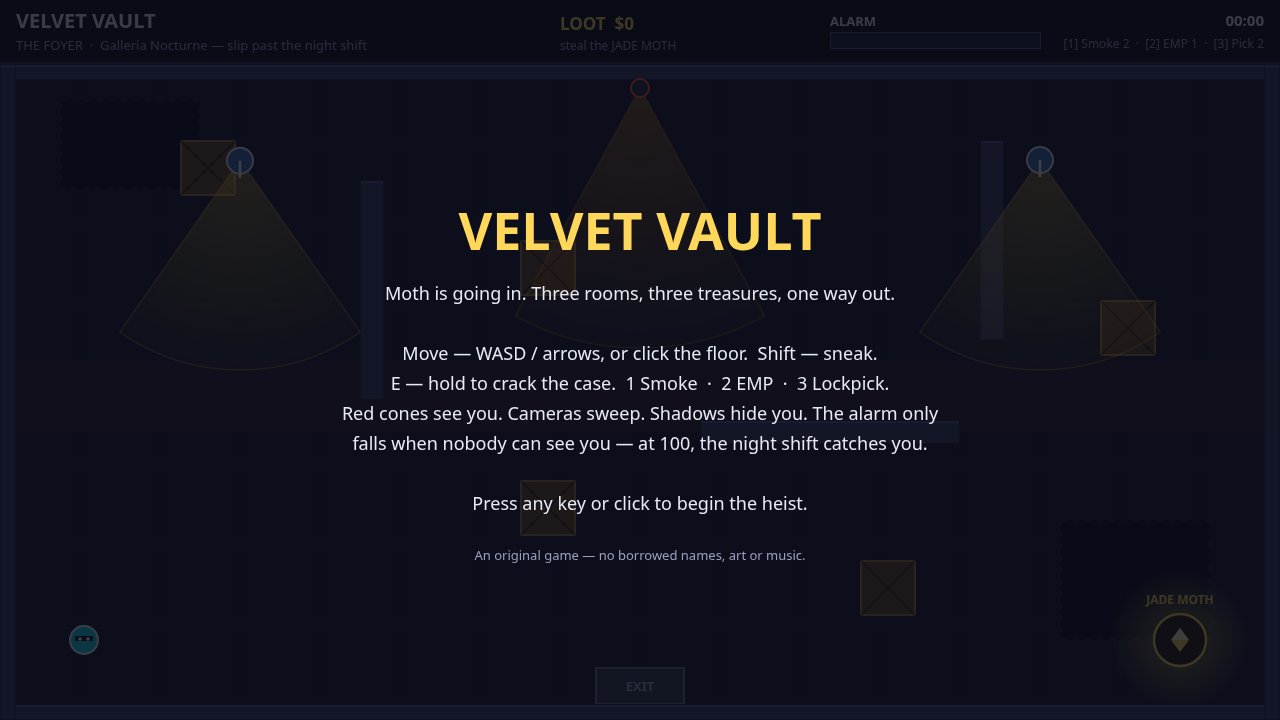 VELVET VAULT
LOOT $0
ALARM
00:00
THE FOYER · Galleria Nocturne — slip past the night shift
steal the JADE MOTH
[1] Smoke 2 · [2] EMP 1 · [3] Pick 2
VELVET VAULT
Moth is going in. Three rooms, three treasures, one way out.
Move — WASD / arrows, or click the floor. Shift — sneak.
E — hold to crack the case. 1 Smoke · 2 EMP · 3 Lockpick.
Red cones see you. Cameras sweep. Shadows hide you. The alarm only
falls when nobody can see you — at 100, the night shift catches you.
Press any key or click to begin the heist.
An original game — no borrowed names, art or music.
JADE MOTH
EXIT